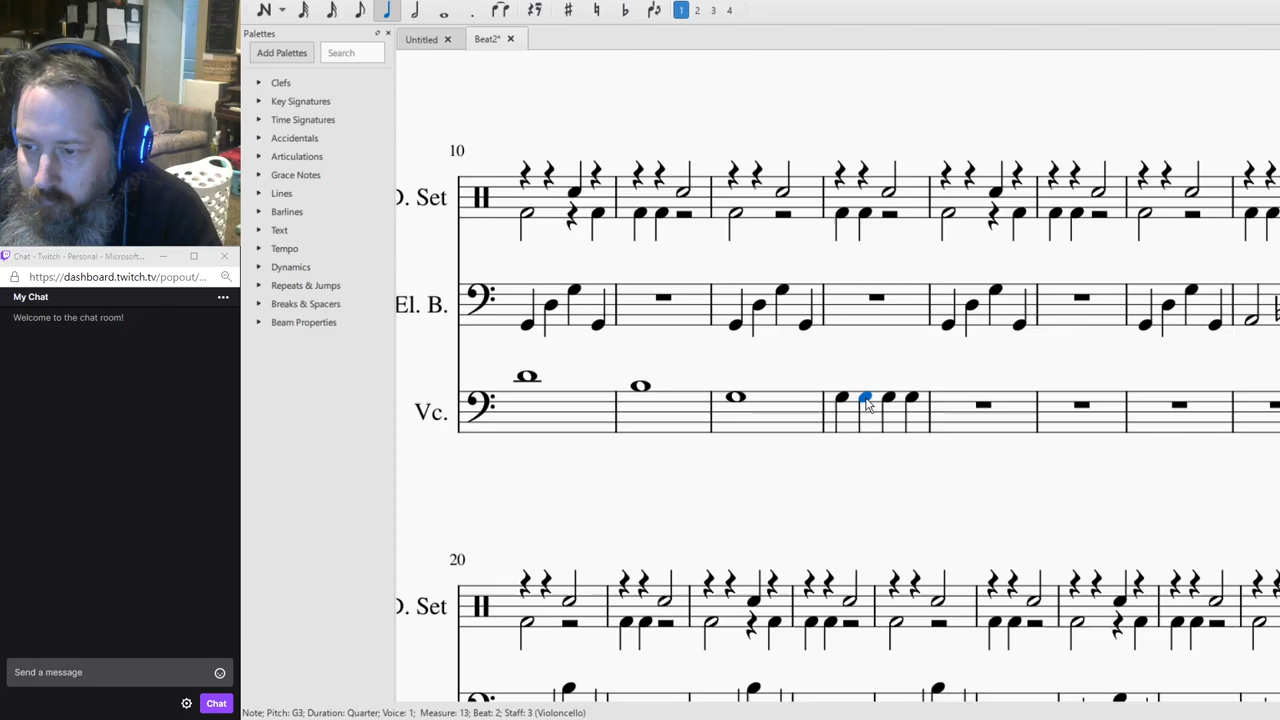 1 2 3 4
Palettes
Untitled
Beat2*
Add Palettes
Search
Clefs
Key Signatures
Time Signatures
Accidentals
Articulations
Grace Notes
Lines
Barlines
Text
Tempo
Dynamics
Repeats & Jumps
Breaks & Spacers
Beam Properties
Chat - Twitch - Personal - Microsoft...
https://dashboard.twitch.tv/popout/...
My Chat
Welcome to the chat room!
Send a message
Chat
10
D. Set
El. B.
Vc.
20
D. Set
Note; Pitch: G3; Duration: Quarter; Voice: 1; Measure: 13; Beat: 2; Staff: 3 (Violoncello)